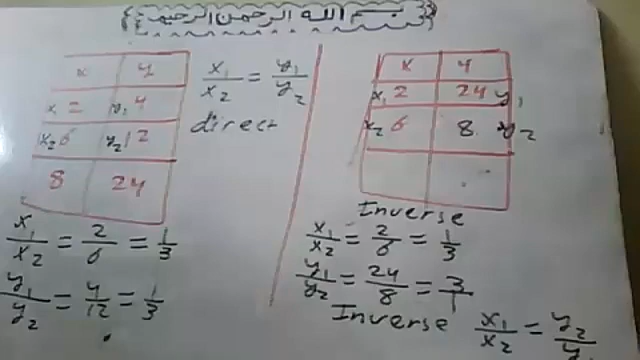 بسم الله الرحمن الرحيم
x y
x₁ 2 y₁ 4
x₂ 6 y₂ 12
8 24
x₁/x₂ = y₁/y₂
direct
x₁/x₂ = 2/6 = 1/3
y₁/y₂ = 4/12 = 1/3
x y
x₁ 2 24 y₁
x₂ 6 8 y₂
Inverse
x₁/x₂ = 2/6 = 1/3
y₁/y₂ = 24/8 = 3/1
Inverse x₁/x₂ = y₂/y